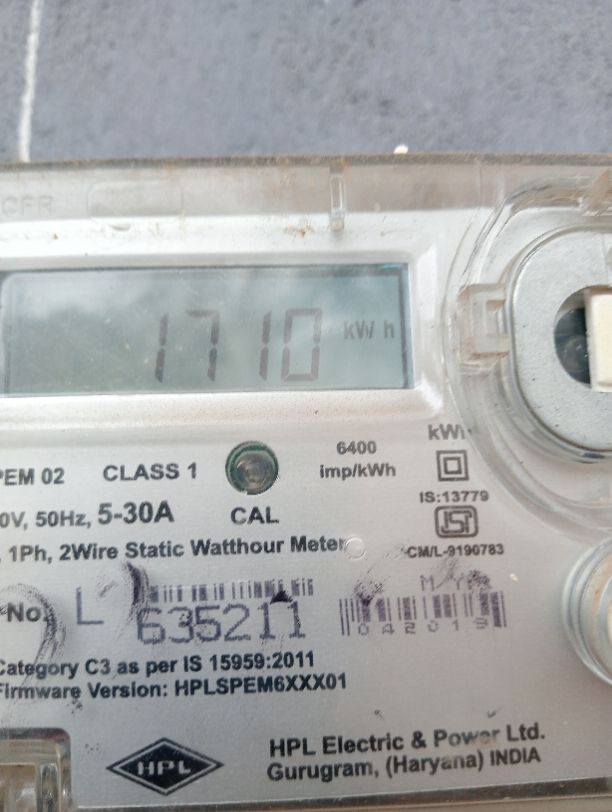 1710 kW h
PEM 02 CLASS 1
6400
imp/kWh
kWh
0V, 50Hz, 5-30A
CAL
IS:13779
ISI
CM/L-9190783
, 1Ph, 2Wire Static Watthour Meter
No. L 635211
M Y
042019
Category C3 as per IS 15959:2011
Firmware Version: HPLSPEM6XXX01
HPL
HPL Electric & Power Ltd.
Gurugram, (Haryana) INDIA